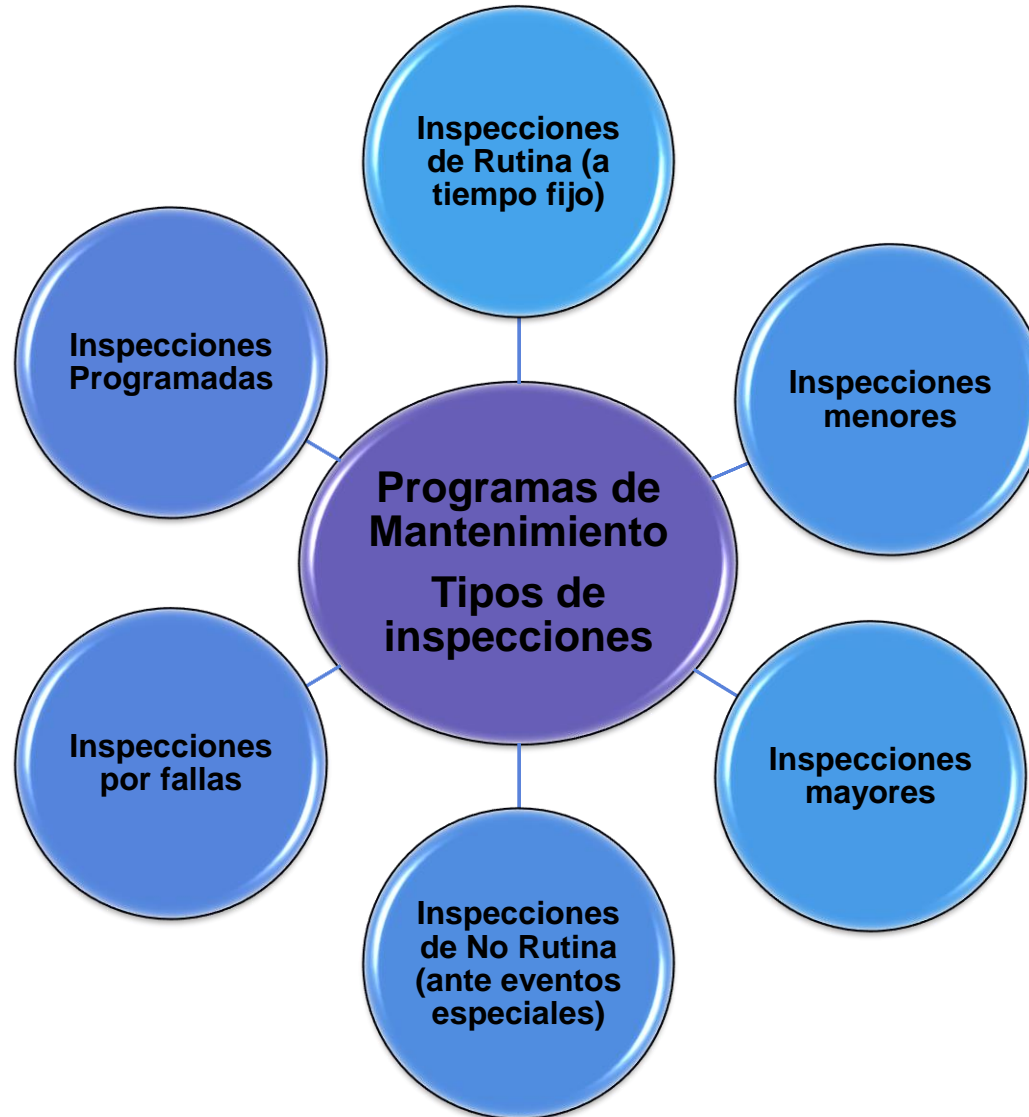 Inspecciones
de Rutina (a
tiempo fijo)
Inspecciones
Programadas
Inspecciones
menores
Programas de
Mantenimiento
Tipos de
inspecciones
Inspecciones
por fallas
Inspecciones
mayores
Inspecciones
de No Rutina
(ante eventos
especiales)